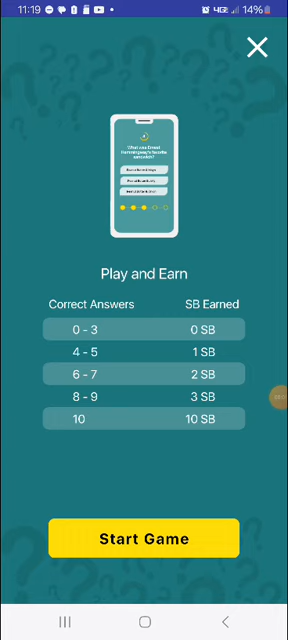 11:19 14%
What was Ernest
Hemmingway's favorite
Play and Earn
Correct Answers SB Earned
0 - 3 0 SB
4 - 5 1 SB
6 - 7 2 SB
8 - 9 3 SB
10 10 SB
Start Game